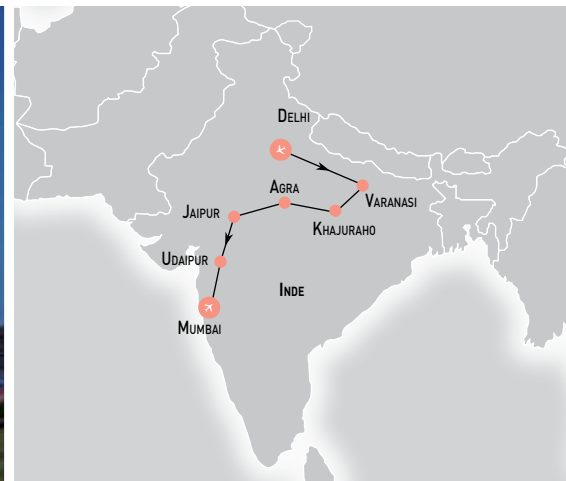 Delhi
Agra
Varanasi
Jaipur
Khajuraho
Udaipur
Inde
Mumbai